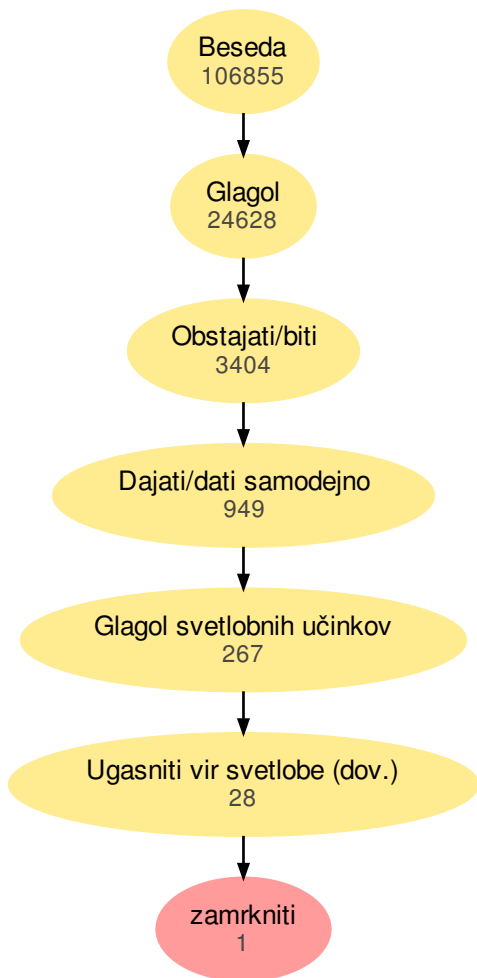 Beseda
106855
Glagol
24628
Obstajati/biti
3404
Dajati/dati samodejno
949
Glagol svetlobnih učinkov
267
Ugasniti vir svetlobe (dov.)
28
zamrkniti
1